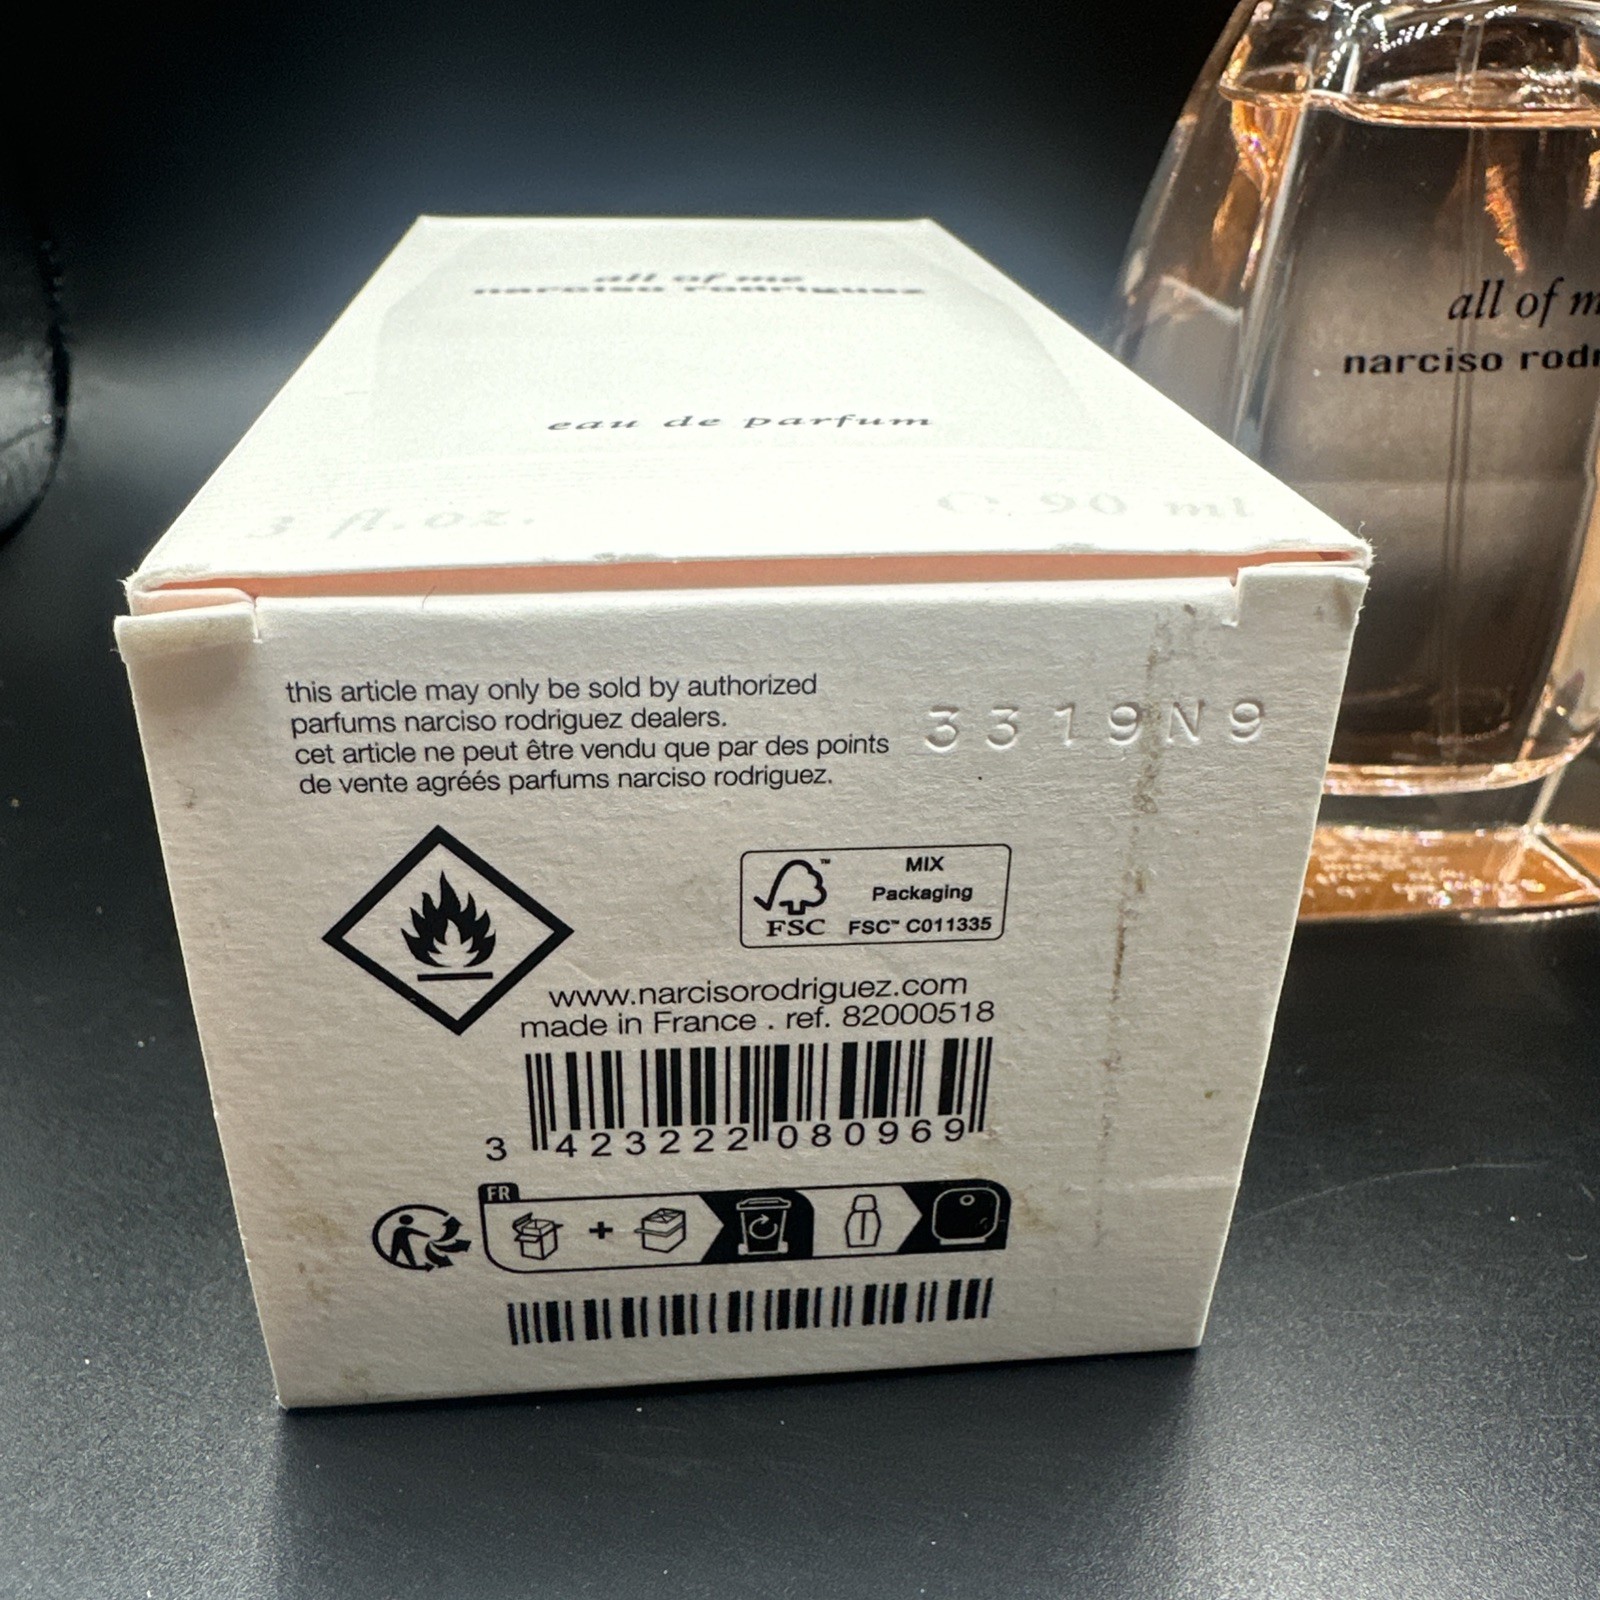 all of me
narciso rodriguez
eau de parfum
3 fl.oz.
℮ 90 ml
all of m
narciso rodr
this article may only be sold by authorized
parfums narciso rodriguez dealers.
cet article ne peut être vendu que par des points
de vente agréés parfums narciso rodriguez.
3319N9
FSC™
MIX
Packaging
FSC™ C011335
www.narcisorodriguez.com
made in France . ref. 82000518
3 423222 080969
FR